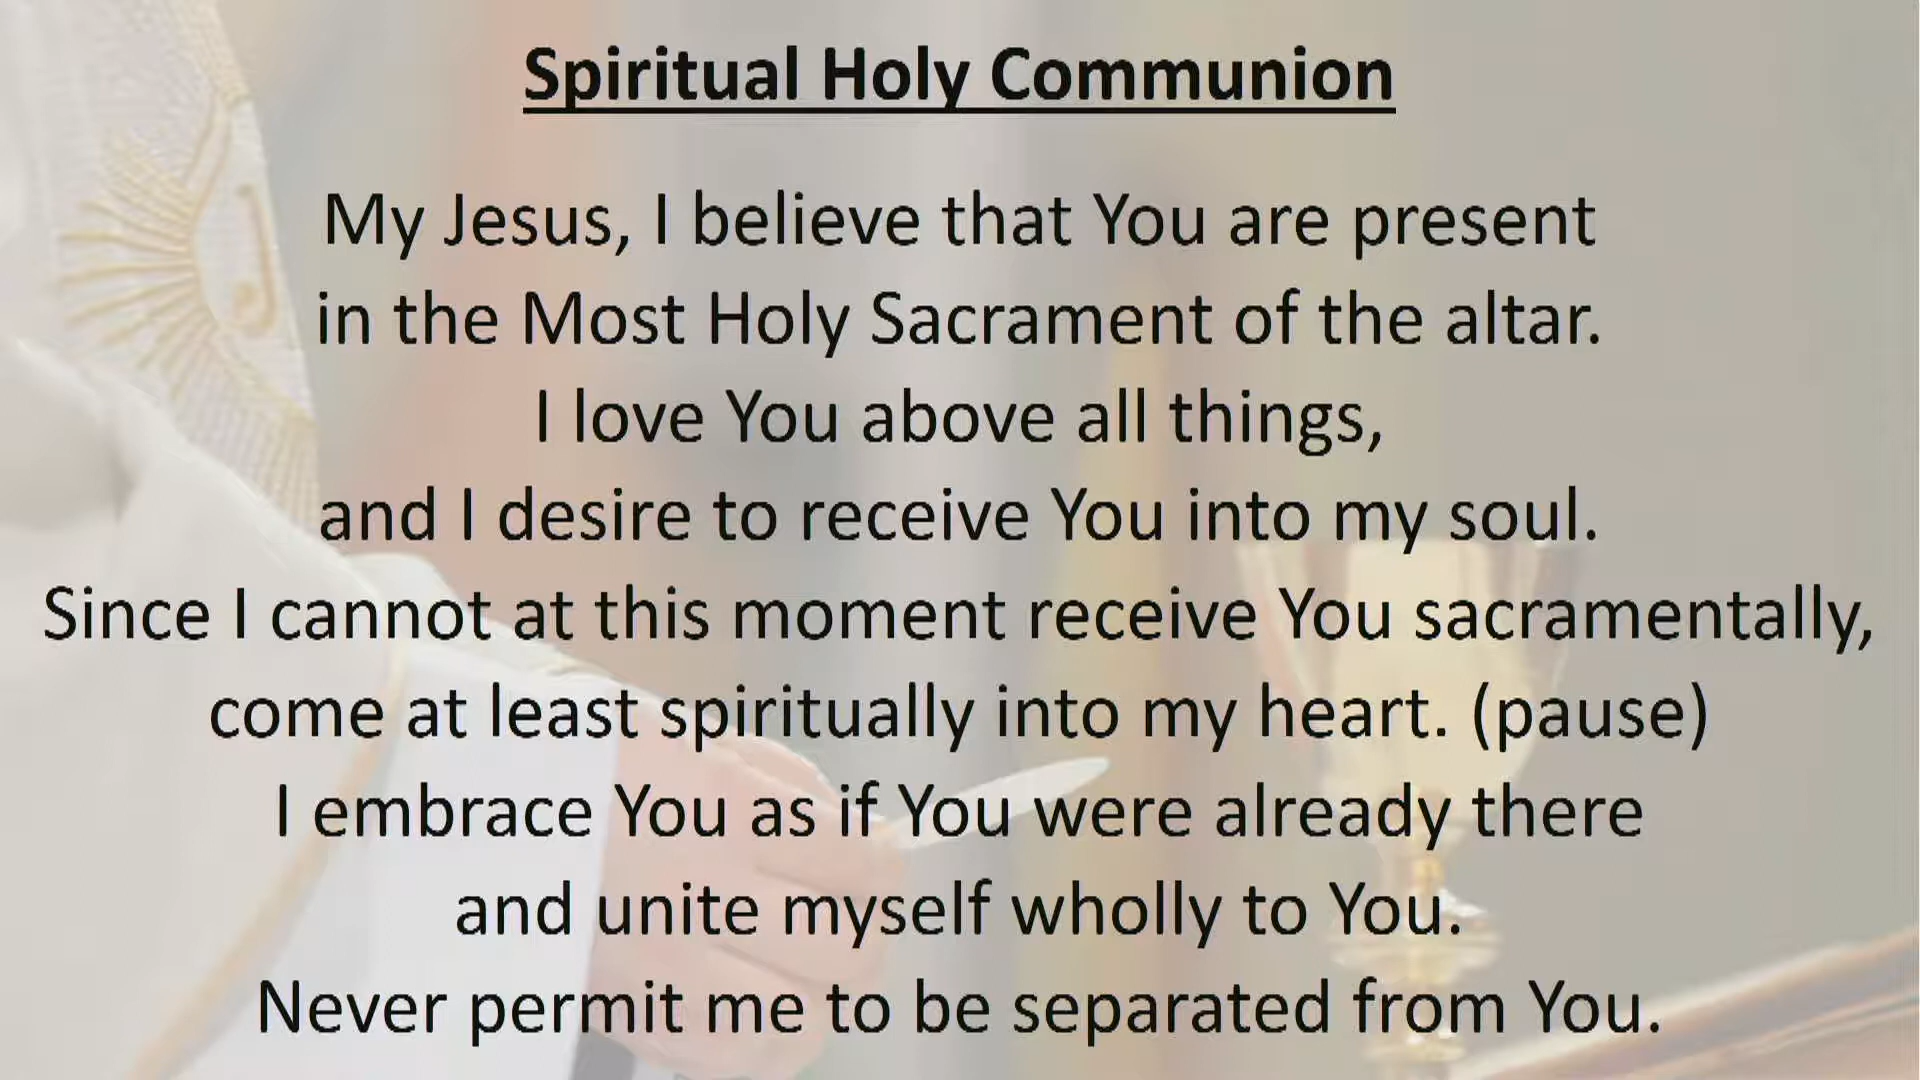 Spiritual Holy Communion
My Jesus, I believe that You are present
in the Most Holy Sacrament of the altar.
I love You above all things,
and I desire to receive You into my soul.
Since I cannot at this moment receive You sacramentally,
come at least spiritually into my heart. (pause)
I embrace You as if You were already there
and unite myself wholly to You.
Never permit me to be separated from You.